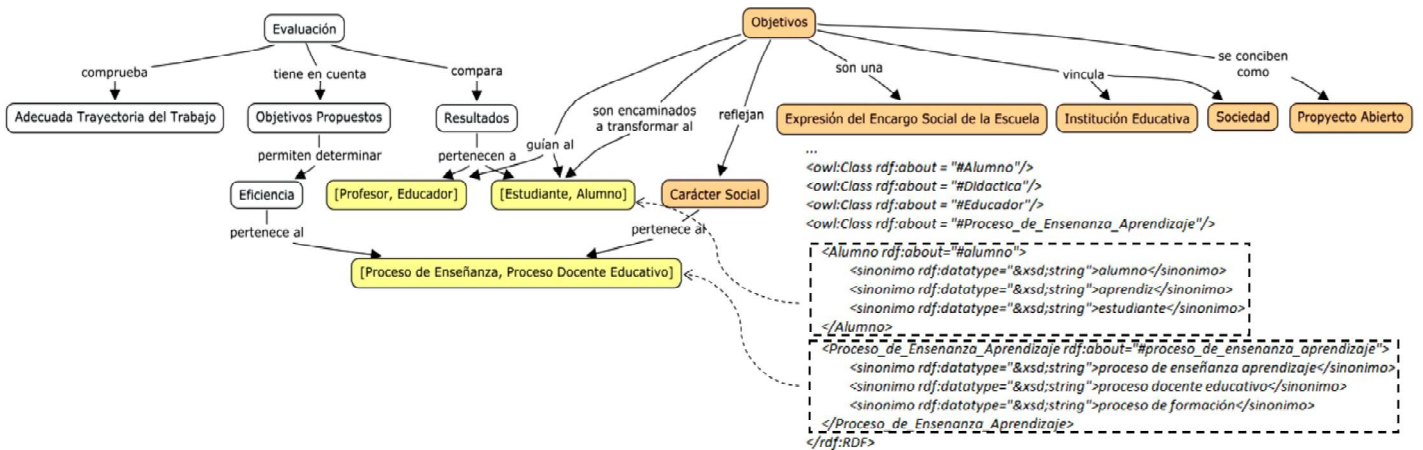 Evaluación
Objetivos
comprueba
tiene en cuenta
compara
son una
vincula
se conciben
como
Adecuada Trayectoria del Trabajo
Objetivos Propuestos
Resultados
son encaminados
a transformar al
reflejan
Expresión del Encargo Social de la Escuela
Institución Educativa
Sociedad
Propyecto Abierto
permiten determinar
pertenecen a
guían al
Eficiencia
[Profesor, Educador]
[Estudiante, Alumno]
Carácter Social
pertenece al
pertenece al
[Proceso de Enseñanza, Proceso Docente Educativo]
...
<owl:Class rdf:about = "#Alumno"/>
<owl:Class rdf:about = "#Didactica"/>
<owl:Class rdf:about = "#Educador"/>
<owl:Class rdf:about = "#Proceso_de_Ensenanza_Aprendizaje"/>
<Alumno rdf:about="#alumno">
<sinonimo rdf:datatype="&xsd;string">alumno</sinonimo>
<sinonimo rdf:datatype="&xsd;string">aprendiz</sinonimo>
<sinonimo rdf:datatype="&xsd;string">estudiante</sinonimo>
</Alumno>
<Proceso_de_Ensenanza_Aprendizaje rdf:about="#proceso_de_ensenanza_aprendizaje">
<sinonimo rdf:datatype="&xsd;string">proceso de enseñanza aprendizaje</sinonimo>
<sinonimo rdf:datatype="&xsd;string">proceso docente educativo</sinonimo>
<sinonimo rdf:datatype="&xsd;string">proceso de formación</sinonimo>
</Proceso_de_Ensenanza_Aprendizaje>
</rdf:RDF>